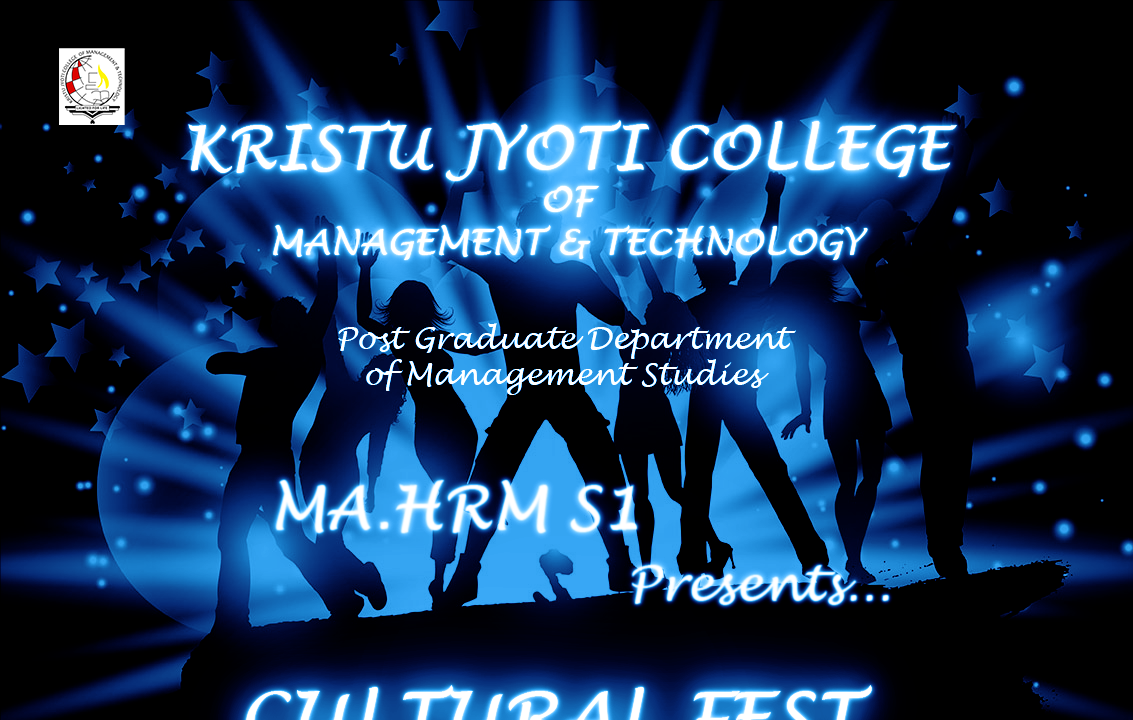 KRISTU JYOTI COLLEGE
OF
MANAGEMENT & TECHNOLOGY
Post Graduate Department
of Management Studies
MA.HRM S1
Presents...
CULTURAL FEST